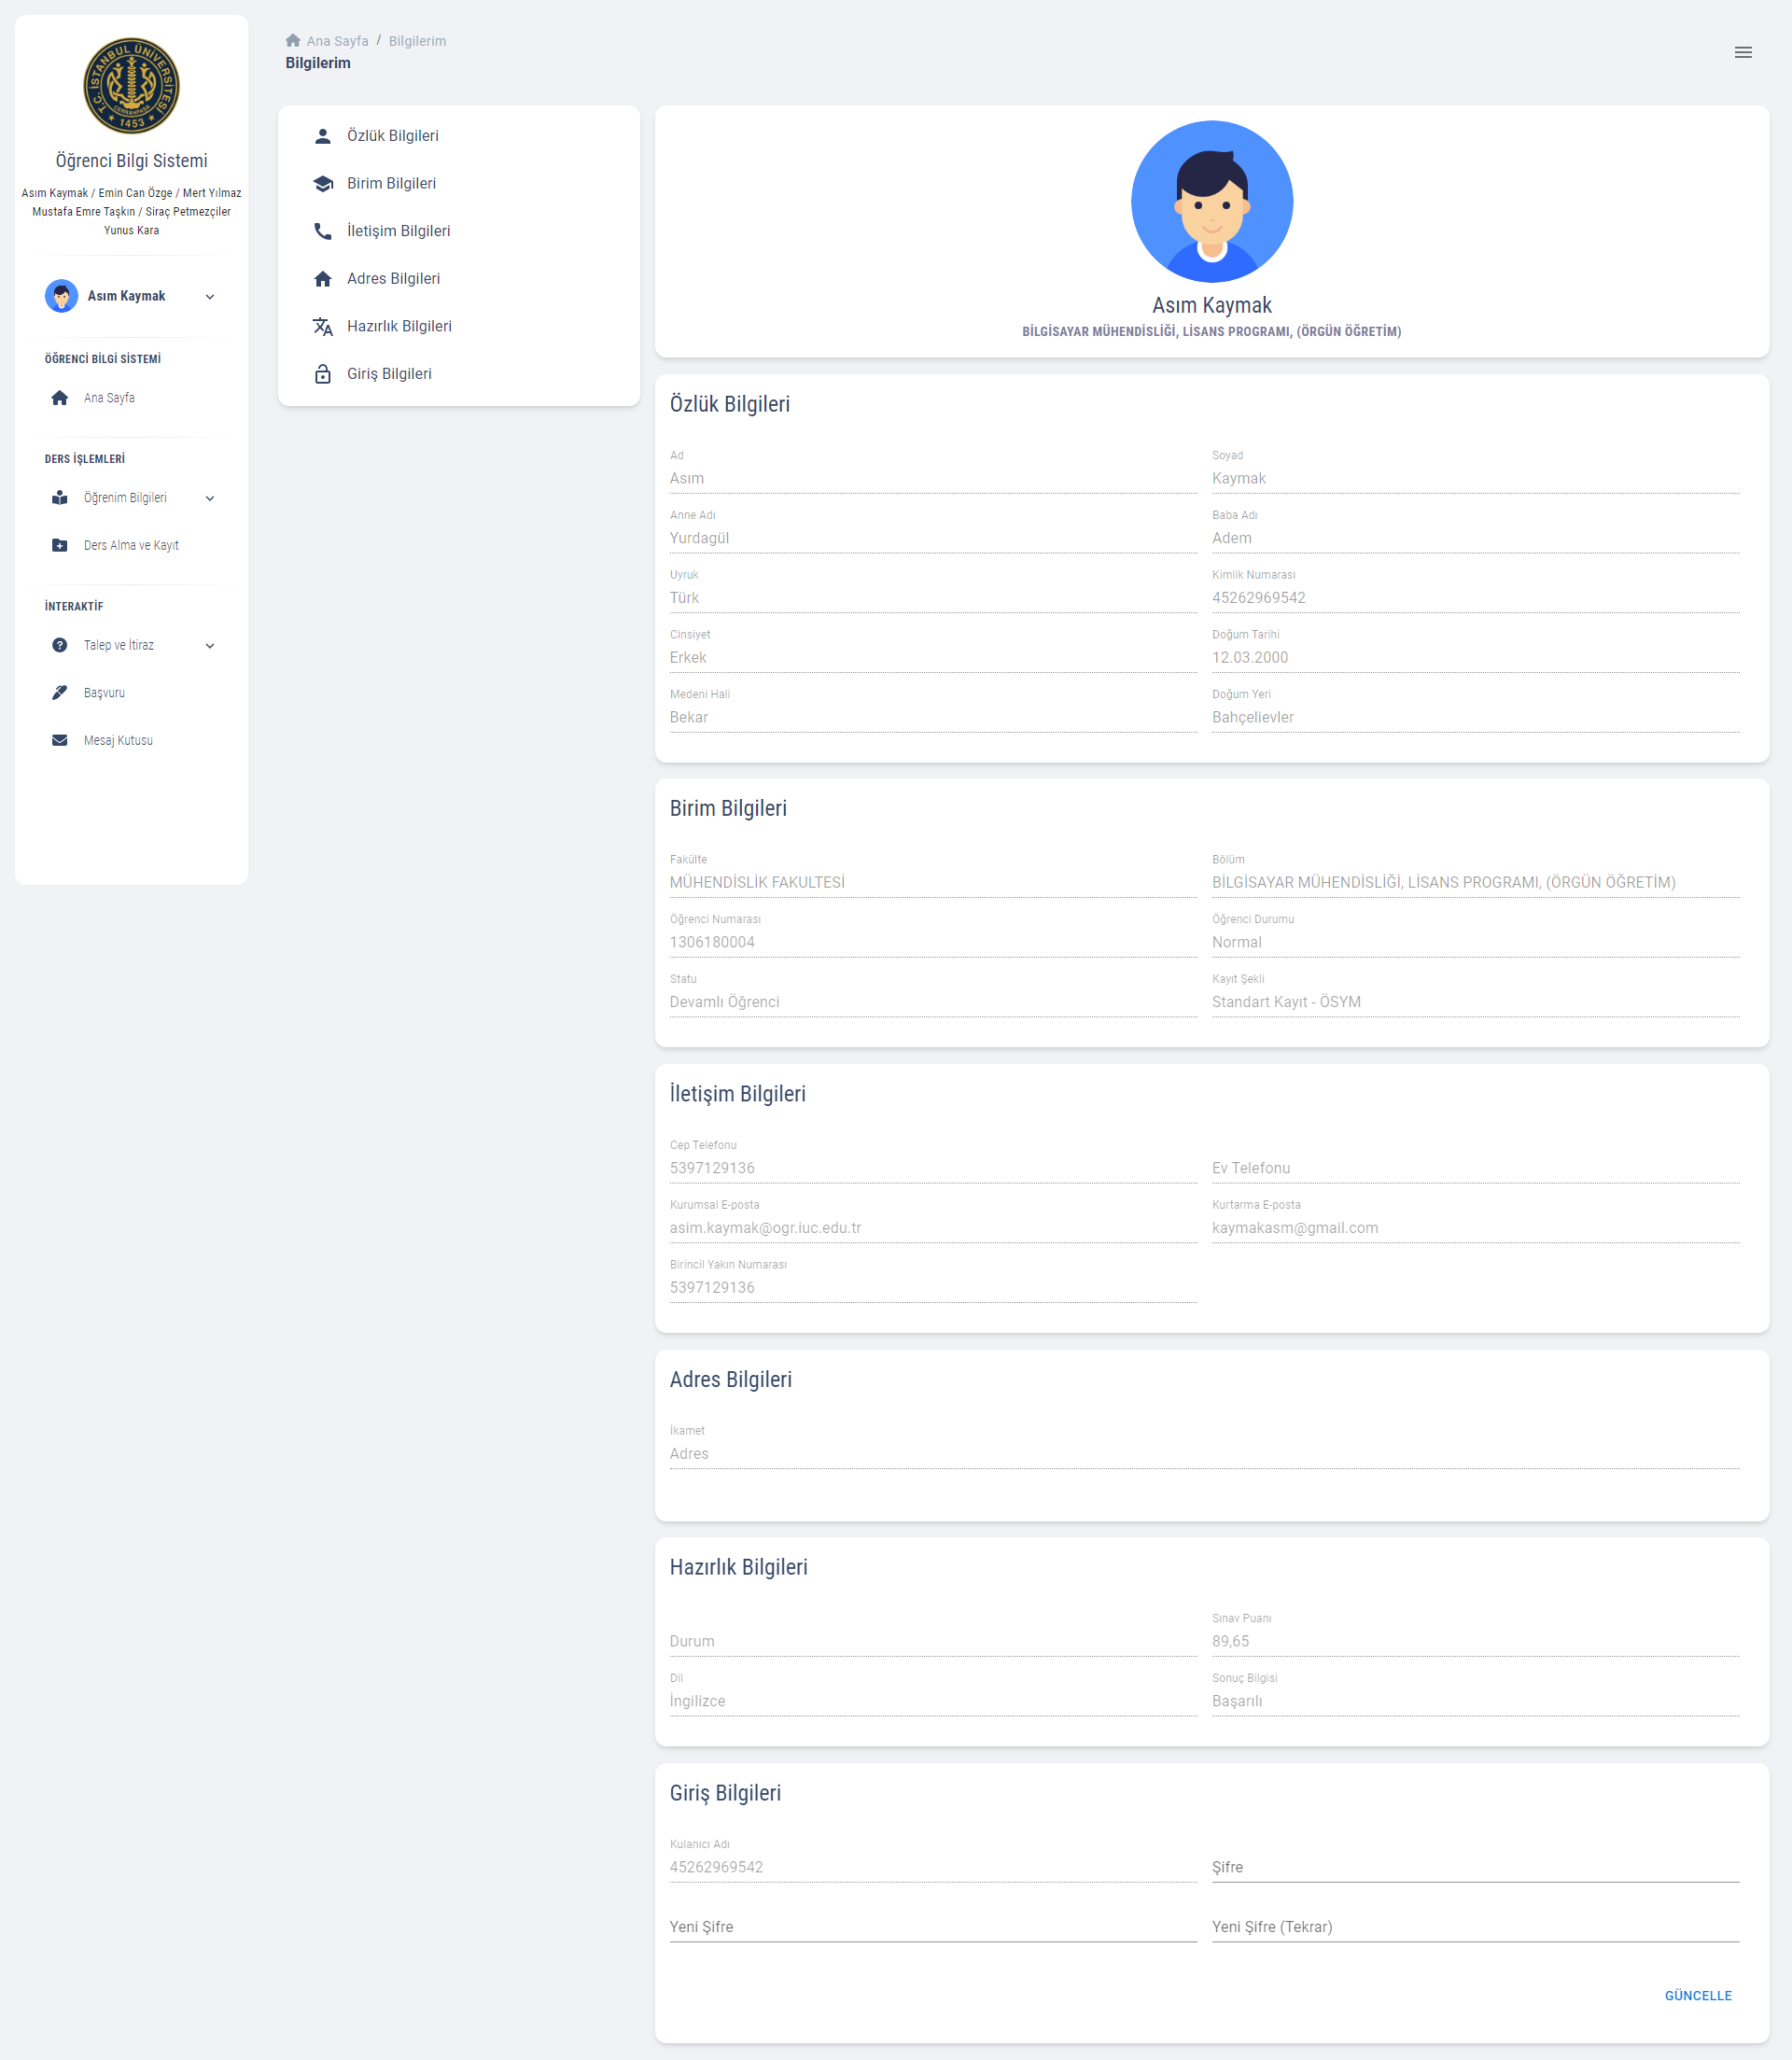 T.C. İSTANBUL ÜNİVERSİTESİ
CERRAHPAŞA
1453
Öğrenci Bilgi Sistemi
Asım Kaymak / Emin Can Özge / Mert Yılmaz
Mustafa Emre Taşkın / Siraç Petmezçiler
Yunus Kara
Asım Kaymak
ÖĞRENCİ BİLGİ SİSTEMİ
Ana Sayfa
DERS İŞLEMLERİ
Öğrenim Bilgileri
Ders Alma ve Kayıt
İNTERAKTİF
Talep ve İtiraz
Başvuru
Mesaj Kutusu
Ana Sayfa / Bilgilerim
Bilgilerim
Özlük Bilgileri
Birim Bilgileri
İletişim Bilgileri
Adres Bilgileri
Hazırlık Bilgileri
Giriş Bilgileri
Asım Kaymak
BİLGİSAYAR MÜHENDİSLİĞİ, LİSANS PROGRAMI, (ÖRGÜN ÖĞRETİM)
Özlük Bilgileri
Ad
Asım
Soyad
Kaymak
Anne Adı
Yurdagül
Baba Adı
Adem
Uyruk
Türk
Kimlik Numarası
45262969542
Cinsiyet
Erkek
Doğum Tarihi
12.03.2000
Medeni Hali
Bekar
Doğum Yeri
Bahçelievler
Birim Bilgileri
Fakülte
MÜHENDİSLİK FAKULTESİ
Bölüm
BİLGİSAYAR MÜHENDİSLİĞİ, LİSANS PROGRAMI, (ÖRGÜN ÖĞRETİM)
Öğrenci Numarası
1306180004
Öğrenci Durumu
Normal
Statu
Devamlı Öğrenci
Kayıt Şekli
Standart Kayıt - ÖSYM
İletişim Bilgileri
Cep Telefonu
5397129136
Ev Telefonu
Kurumsal E-posta
asim.kaymak@ogr.iuc.edu.tr
Kurtarma E-posta
kaymakasm@gmail.com
Birincil Yakın Numarası
5397129136
Adres Bilgileri
İkamet
Adres
Hazırlık Bilgileri
Durum
Sınav Puanı
89,65
Dil
İngilizce
Sonuç Bilgisi
Başarılı
Giriş Bilgileri
Kulanıcı Adı
45262969542
Şifre
Yeni Şifre
Yeni Şifre (Tekrar)
GÜNCELLE